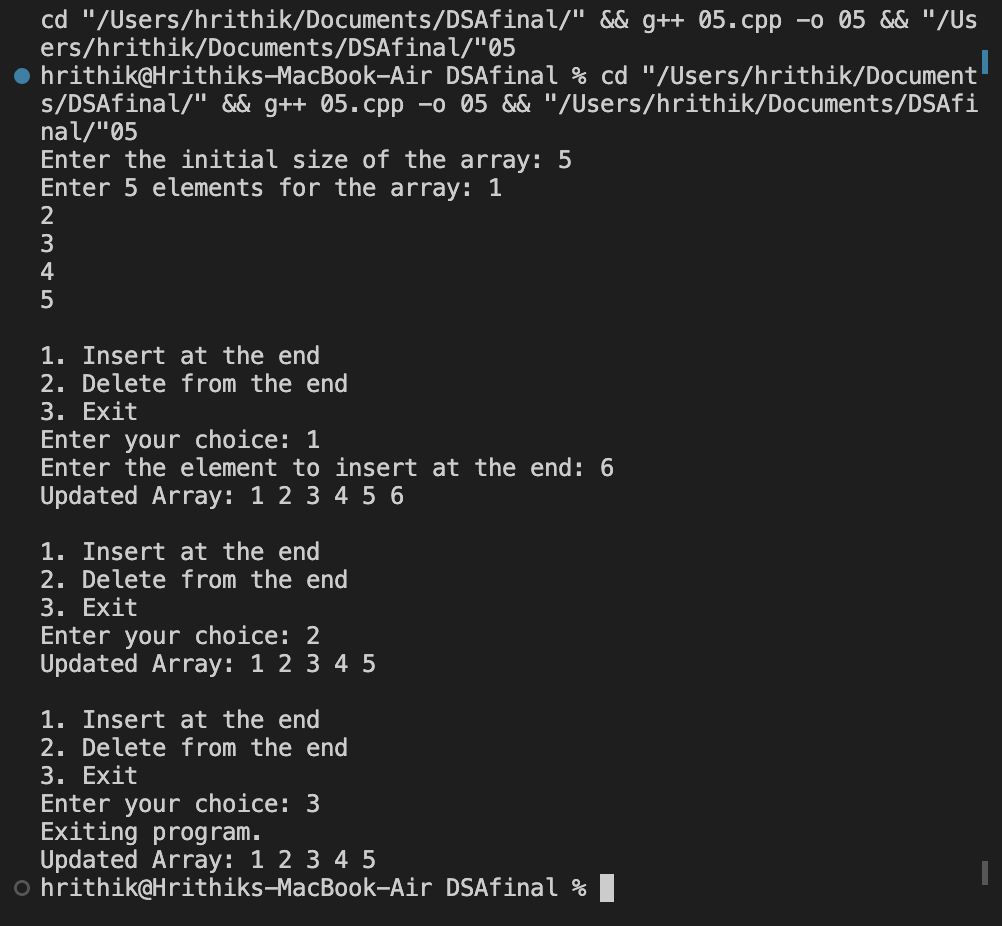 cd "/Users/hrithik/Documents/DSAfinal/" && g++ 05.cpp -o 05 && "/Us
ers/hrithik/Documents/DSAfinal/"05
hrithik@Hrithiks-MacBook-Air DSAfinal % cd "/Users/hrithik/Document
s/DSAfinal/" && g++ 05.cpp -o 05 && "/Users/hrithik/Documents/DSAfi
nal/"05
Enter the initial size of the array: 5
Enter 5 elements for the array: 1
2
3
4
5

1. Insert at the end
2. Delete from the end
3. Exit
Enter your choice: 1
Enter the element to insert at the end: 6
Updated Array: 1 2 3 4 5 6

1. Insert at the end
2. Delete from the end
3. Exit
Enter your choice: 2
Updated Array: 1 2 3 4 5

1. Insert at the end
2. Delete from the end
3. Exit
Enter your choice: 3
Exiting program.
Updated Array: 1 2 3 4 5
hrithik@Hrithiks-MacBook-Air DSAfinal %